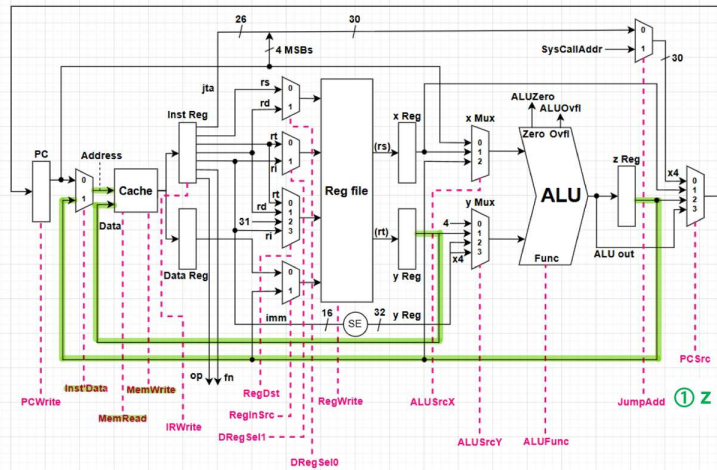 26
30
4 MSBs
SysCallAddr
0
1
30
jta
ALUZero
ALUOvfl
Inst Reg
rs
rd
0
1
x Reg
x Mux
Zero
Ovfl
PC
Address
rt
ri
0
1
Reg file
(rs)
0
1
2
z Reg
x4
0
1
Cache
Data
rt
rd
31
ri
0
1
2
3
(rt)
y Mux
4
x4
0
1
2
3
ALU
0
1
2
3
Func
ALU out
Data Reg
0
1
y Reg
imm
16
SE
32
y Reg
op
fn
PCWrite
Inst'Data
MemRead
MemWrite
IRWrite
RegDst
RegInSrc
DRegSel1
DRegSel0
RegWrite
ALUSrcX
ALUSrcY
ALUFunc
PCSrc
JumpAdd
① z